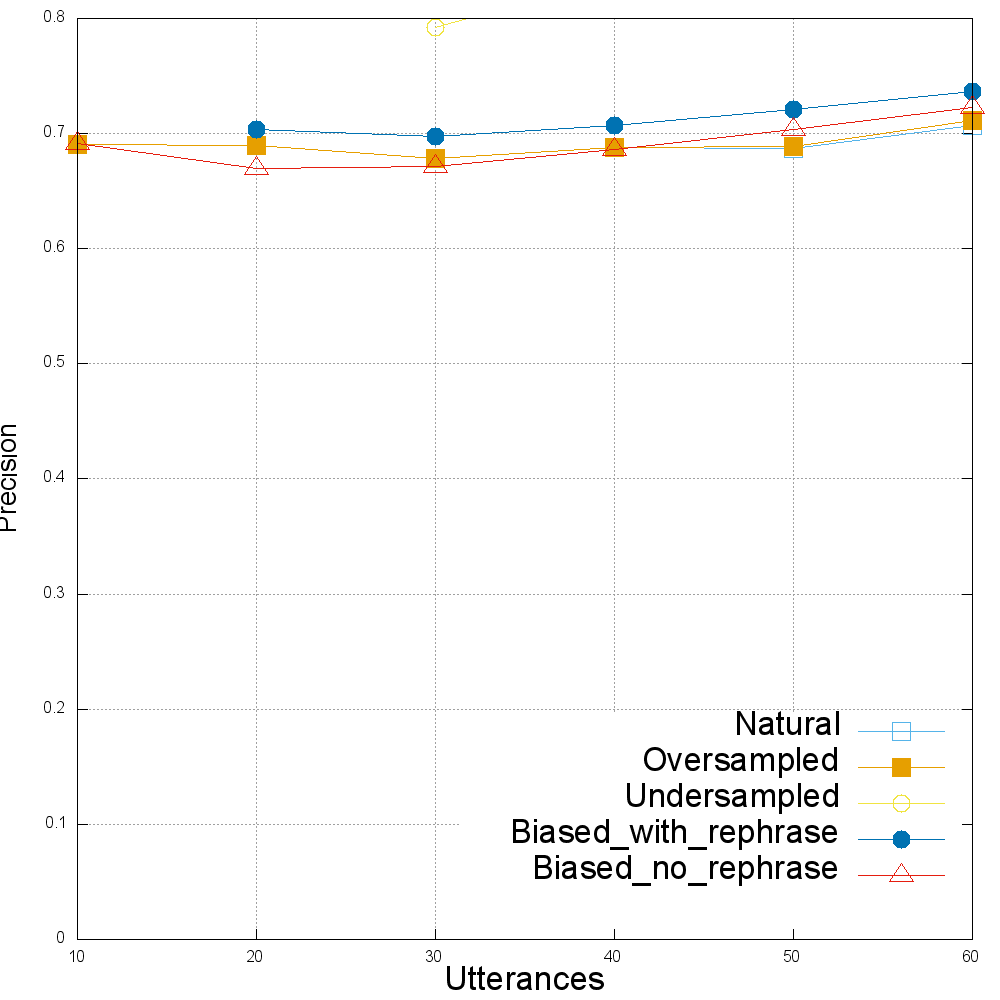 0.8
0.7
0.6
0.5
0.4
0.3
0.2
0.1
0
Precision
Natural
Oversampled
Undersampled
Biased_with_rephrase
Biased_no_rephrase
10 20 30 40 50 60
Utterances